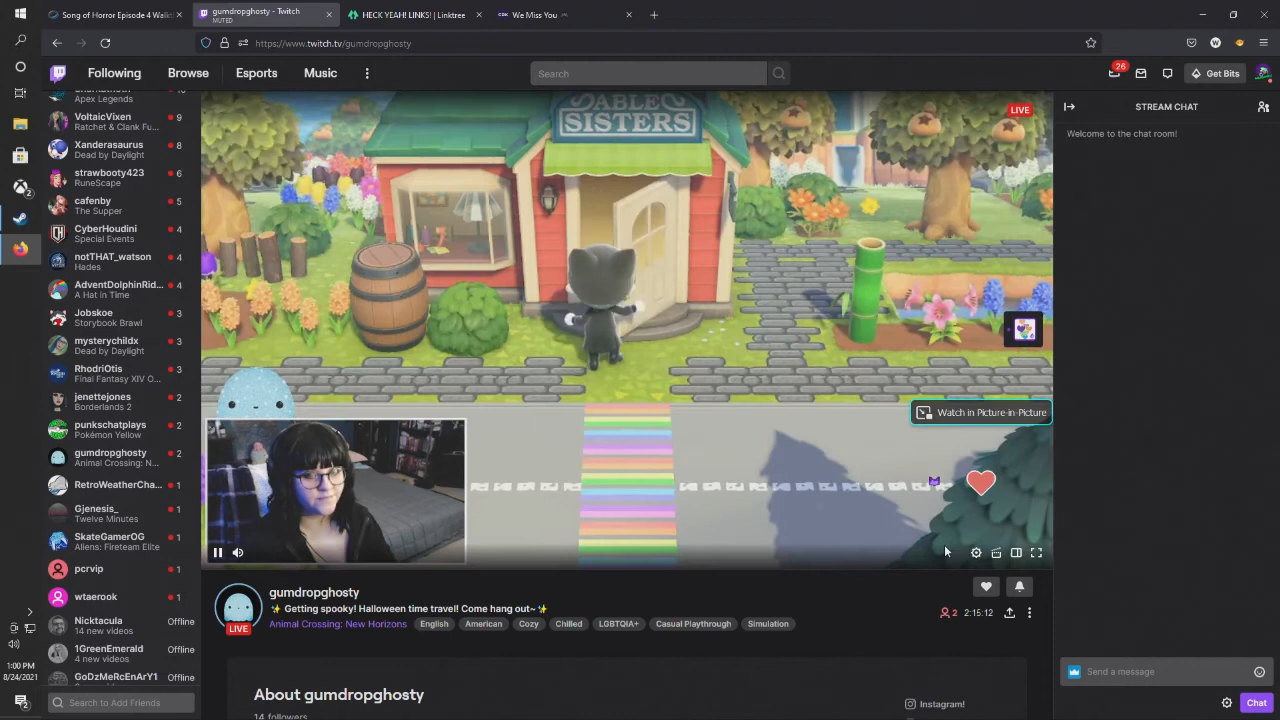 Song of Horror Episode 4 Walkt
gumdropghosty - Twitch
MUTED
HECK YEAH! LINKS! | Linktree
We Miss You
https://www.twitch.tv/gumdropghosty
Following
Browse
Esports
Music
Search
26
Get Bits
Apex Legends
VoltaicVixen
9
Ratchet & Clank Fu...
Xanderasaurus
8
Dead by Daylight
strawbooty423
6
RuneScape
cafenby
5
The Supper
CyberHoudini
4
Special Events
notTHAT_watson
4
Hades
AdventDolphinRid...
4
A Hat in Time
Jobskoe
3
Storybook Brawl
mysterychildx
3
Dead by Daylight
RhodriOtis
3
Final Fantasy XIV O...
jenettejones
2
Borderlands 2
punkschatplays
2
Pokémon Yellow
gumdropghosty
2
Animal Crossing: N...
RetroWeatherCha...
1
Gjenesis_
1
Twelve Minutes
SkateGamerOG
1
Aliens: Fireteam Elite
pcrvip
1
wtaerook
1
Nicktacula
Offline
14 new videos
1GreenEmerald
Offline
4 new videos
GoDzMeRcEnArY1
Offline
Search to Add Friends
1:00 PM
8/24/2021
ABLE
SISTERS
LIVE
Watch in Picture-in-Picture
gumdropghosty
✨ Getting spooky! Halloween time travel! Come hang out~ ✨
Animal Crossing: New Horizons
English
American
Cozy
Chilled
LGBTQIA+
Casual Playthrough
Simulation
LIVE
2
2:15:12
About gumdropghosty
14 followers
Instagram!
STREAM CHAT
Welcome to the chat room!
Send a message
Chat